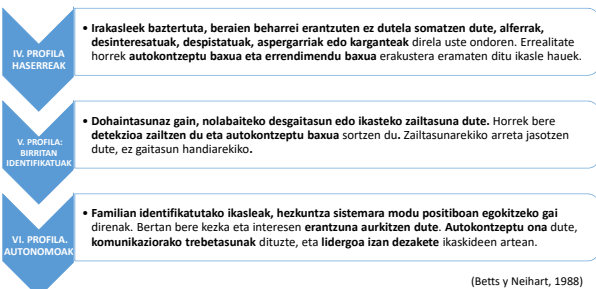 IV. PROFILA
HASERREAK
• Irakasleek baztertuta, beraien beharrei erantzuten ez dutela somatzen dute, alferrak,
desinteresatuak, despistatuak, aspergarriak edo karganteak direla uste ondoren. Errealitate
horrek autokontzeptu baxua eta errendimendu baxua erakustera eramaten ditu ikasle hauek.
V. PROFILA:
BIRRITAN
IDENTIFIKATUAK
• Dohaintasunaz gain, nolabaiteko desgaitasun edo ikasteko zailtasuna dute. Horrek bere
detekzioa zailtzen du eta autokontzeptu baxua sortzen du. Zailtasunarekiko arreta jasotzen
dute, ez gaitasun handiarekiko.
VI. PROFILA.
AUTONOMOAK
• Familian identifikatutako ikasleak, hezkuntza sistemara modu positiboan egokitzeko gai
direnak. Bertan bere kezka eta interesen erantzuna aurkitzen dute. Autokontzeptu ona dute,
komunikaziorako trebetasunak dituzte, eta lidergoa izan dezakete ikaskideen artean.
(Betts y Neihart, 1988)